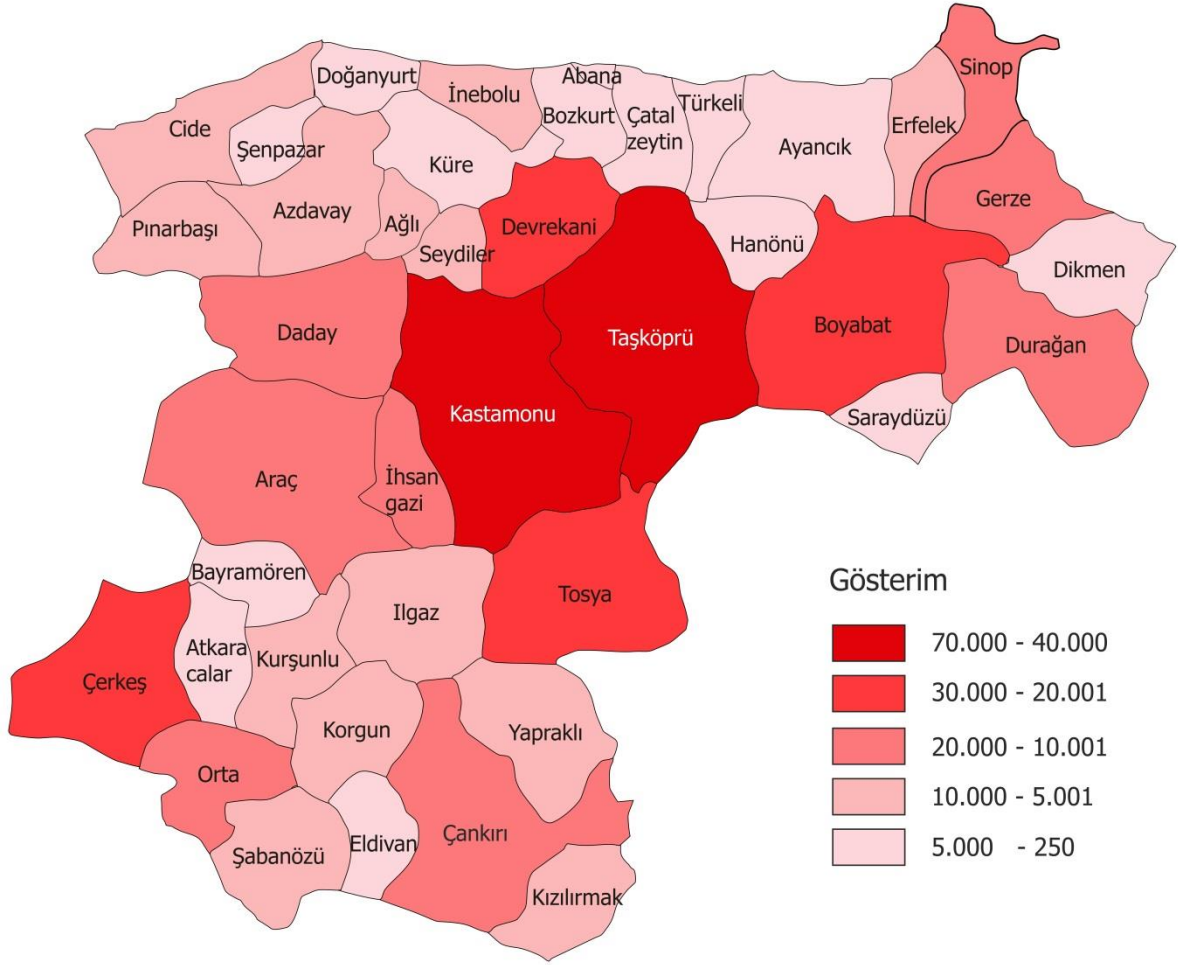 Sinop
Doğanyurt
Abana
İnebolu
Türkeli
Bozkurt
Çatal
zeytin
Cide
Erfelek
Şenpazar
Ayancık
Küre
Gerze
Azdavay
Ağlı
Pınarbaşı
Devrekani
Hanönü
Seydiler
Dikmen
Daday
Taşköprü
Boyabat
Durağan
Kastamonu
Saraydüzü
Araç
İhsan
gazi
Bayramören
Tosya
Ilgaz
Atkara
calar
Kurşunlu
Çerkeş
Korgun
Yapraklı
Orta
Çankırı
Eldivan
Şabanözü
Kızılırmak
Gösterim
70.000 - 40.000
30.000 - 20.001
20.000 - 10.001
10.000 - 5.001
5.000 - 250